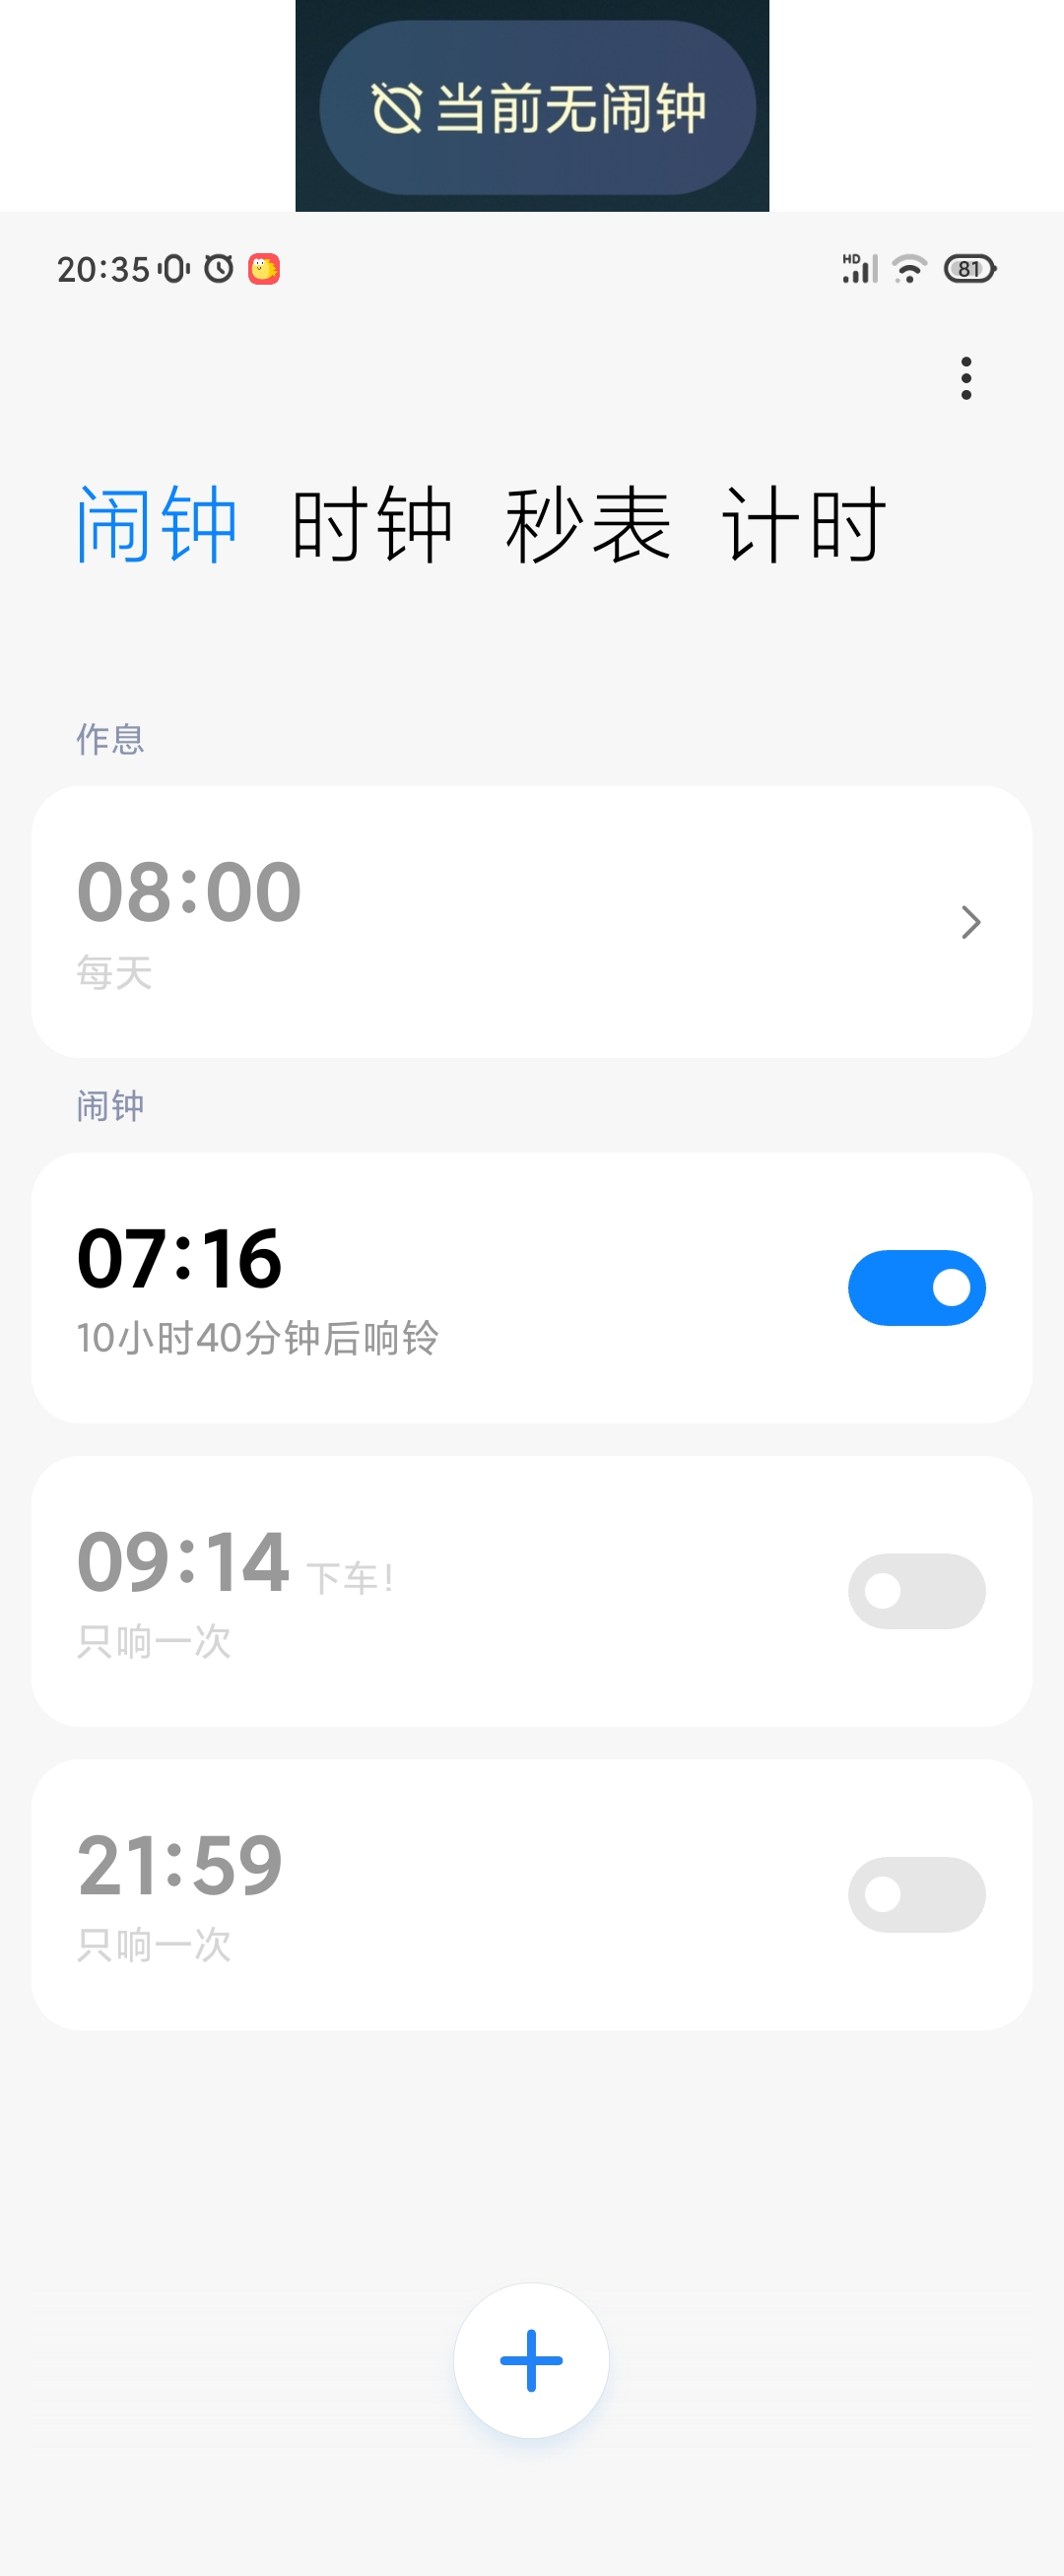 当前无闹钟
20:35
HD 81
闹钟 时钟 秒表 计时
作息
08:00
每天
闹钟
07:16
10小时40分钟后响铃
09:14 下车!
只响一次
21:59
只响一次